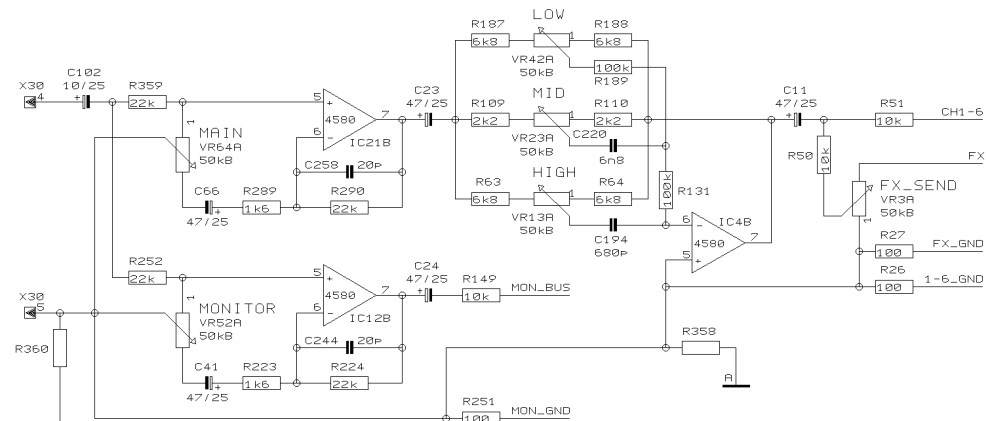 LOW
R187
6k8
1
R188
6k8
VR42A
50kB
100k
R189
C102
10/25
X30
4
R359
22k
5
+
6
-
4580
7
IC21B
C23
47/25
MID
R109
2k2
1
R110
2k2
VR23A
50kB
C220
6n8
C11
47/25
R51
10k
CH1-6
R50
10k
FX
1
MAIN
VR64A
50kB
C258
20p
HIGH
R63
6k8
1
R64
6k8
VR13A
50kB
100k
R131
C194
680p
FX_SEND
VR3A
50kB
1
C66
+
47/25
R289
1k6
R290
22k
6
-
5
+
4580
7
IC4B
R27
100
FX_GND
R26
100
1-6_GND
R252
22k
X30
5
5
+
6
-
4580
7
IC12B
C24
47/25
R149
10k
MON_BUS
1
MONITOR
VR52A
50kB
R360
C244
20p
R358
A
C41
+
47/25
R223
1k6
R224
22k
R251
100
MON_GND